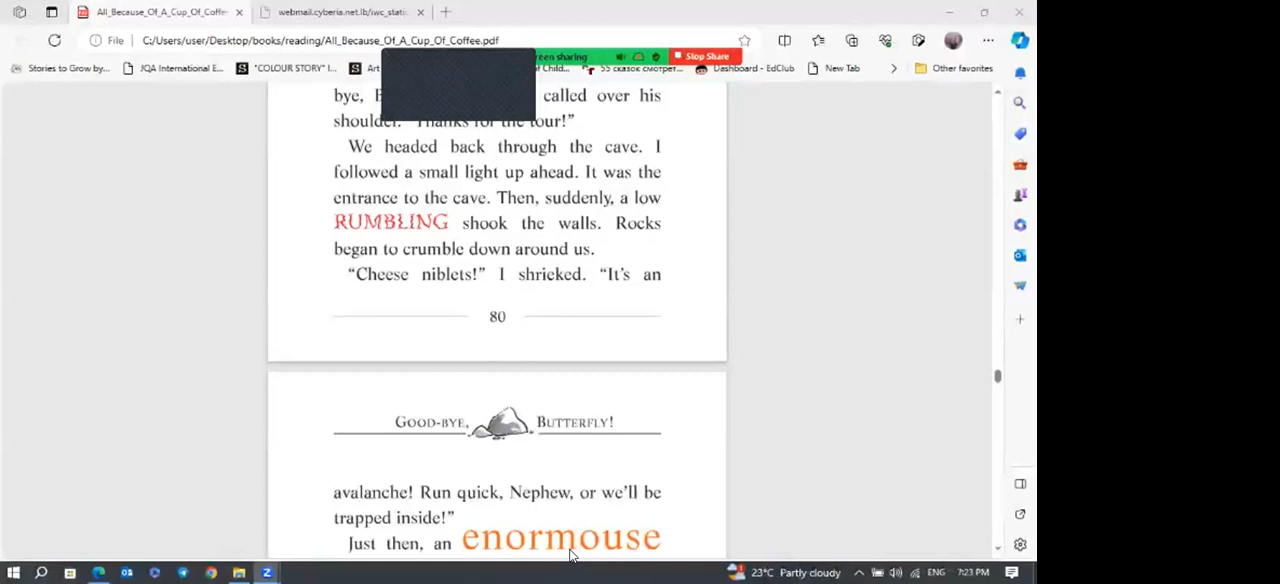 All_Because_Of_A_Cup_Of_Coffe
webmail.cyberia.net.lb/iwc_stati
File C:/Users/user/Desktop/books/reading/All_Because_Of_A_Cup_Of_Coffee.pdf
reen sharing Stop Share
Stories to Grow by... JQA International E... "COLOUR STORY" I... Art of Child... 55 сказок смотрет... Dashboard - EdClub New Tab Other favorites
bye, called over his
shoulder. "Thanks for the tour!"
We headed back through the cave. I
followed a small light up ahead. It was the
entrance to the cave. Then, suddenly, a low
RUMBLING shook the walls. Rocks
began to crumble down around us.
"Cheese niblets!" I shrieked. "It's an
80
GOOD-BYE, BUTTERFLY!
avalanche! Run quick, Nephew, or we'll be
trapped inside!"
Just then, an enormouse
23°C Partly cloudy ENG 7:23 PM